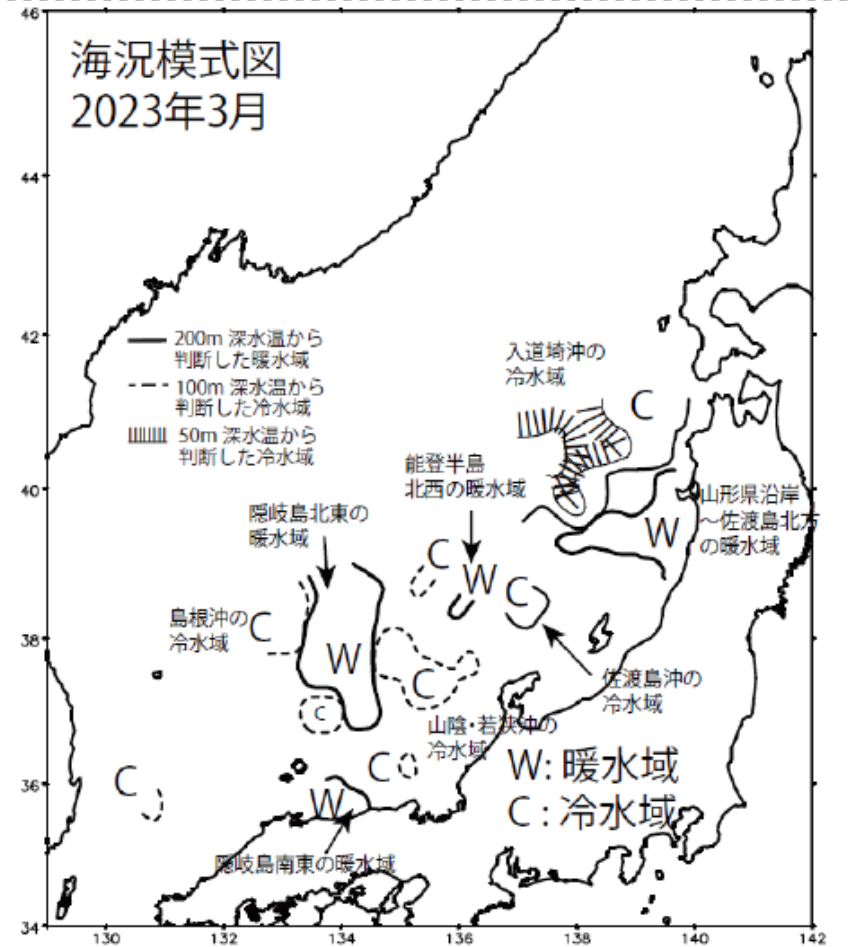 海況模式図
2023年3月
200m 深水温から
判断した暖水域
100m 深水温から
判断した冷水域
50m 深水温から
判断した冷水域
入道埼沖の
冷水域
C
能登半島
北西の暖水域
山形県沿岸
~佐渡島北方
の暖水域
W
隠岐島北東の
暖水域
C
W
C
島根沖の
冷水域
C
W
C
C
佐渡島沖の
冷水域
山陰・若狭沖の
冷水域
C
C
W
隠岐島南東の暖水域
W: 暖水域
C : 冷水域
46
44
42
40
38
36
34
130
132
134
136
138
140
142